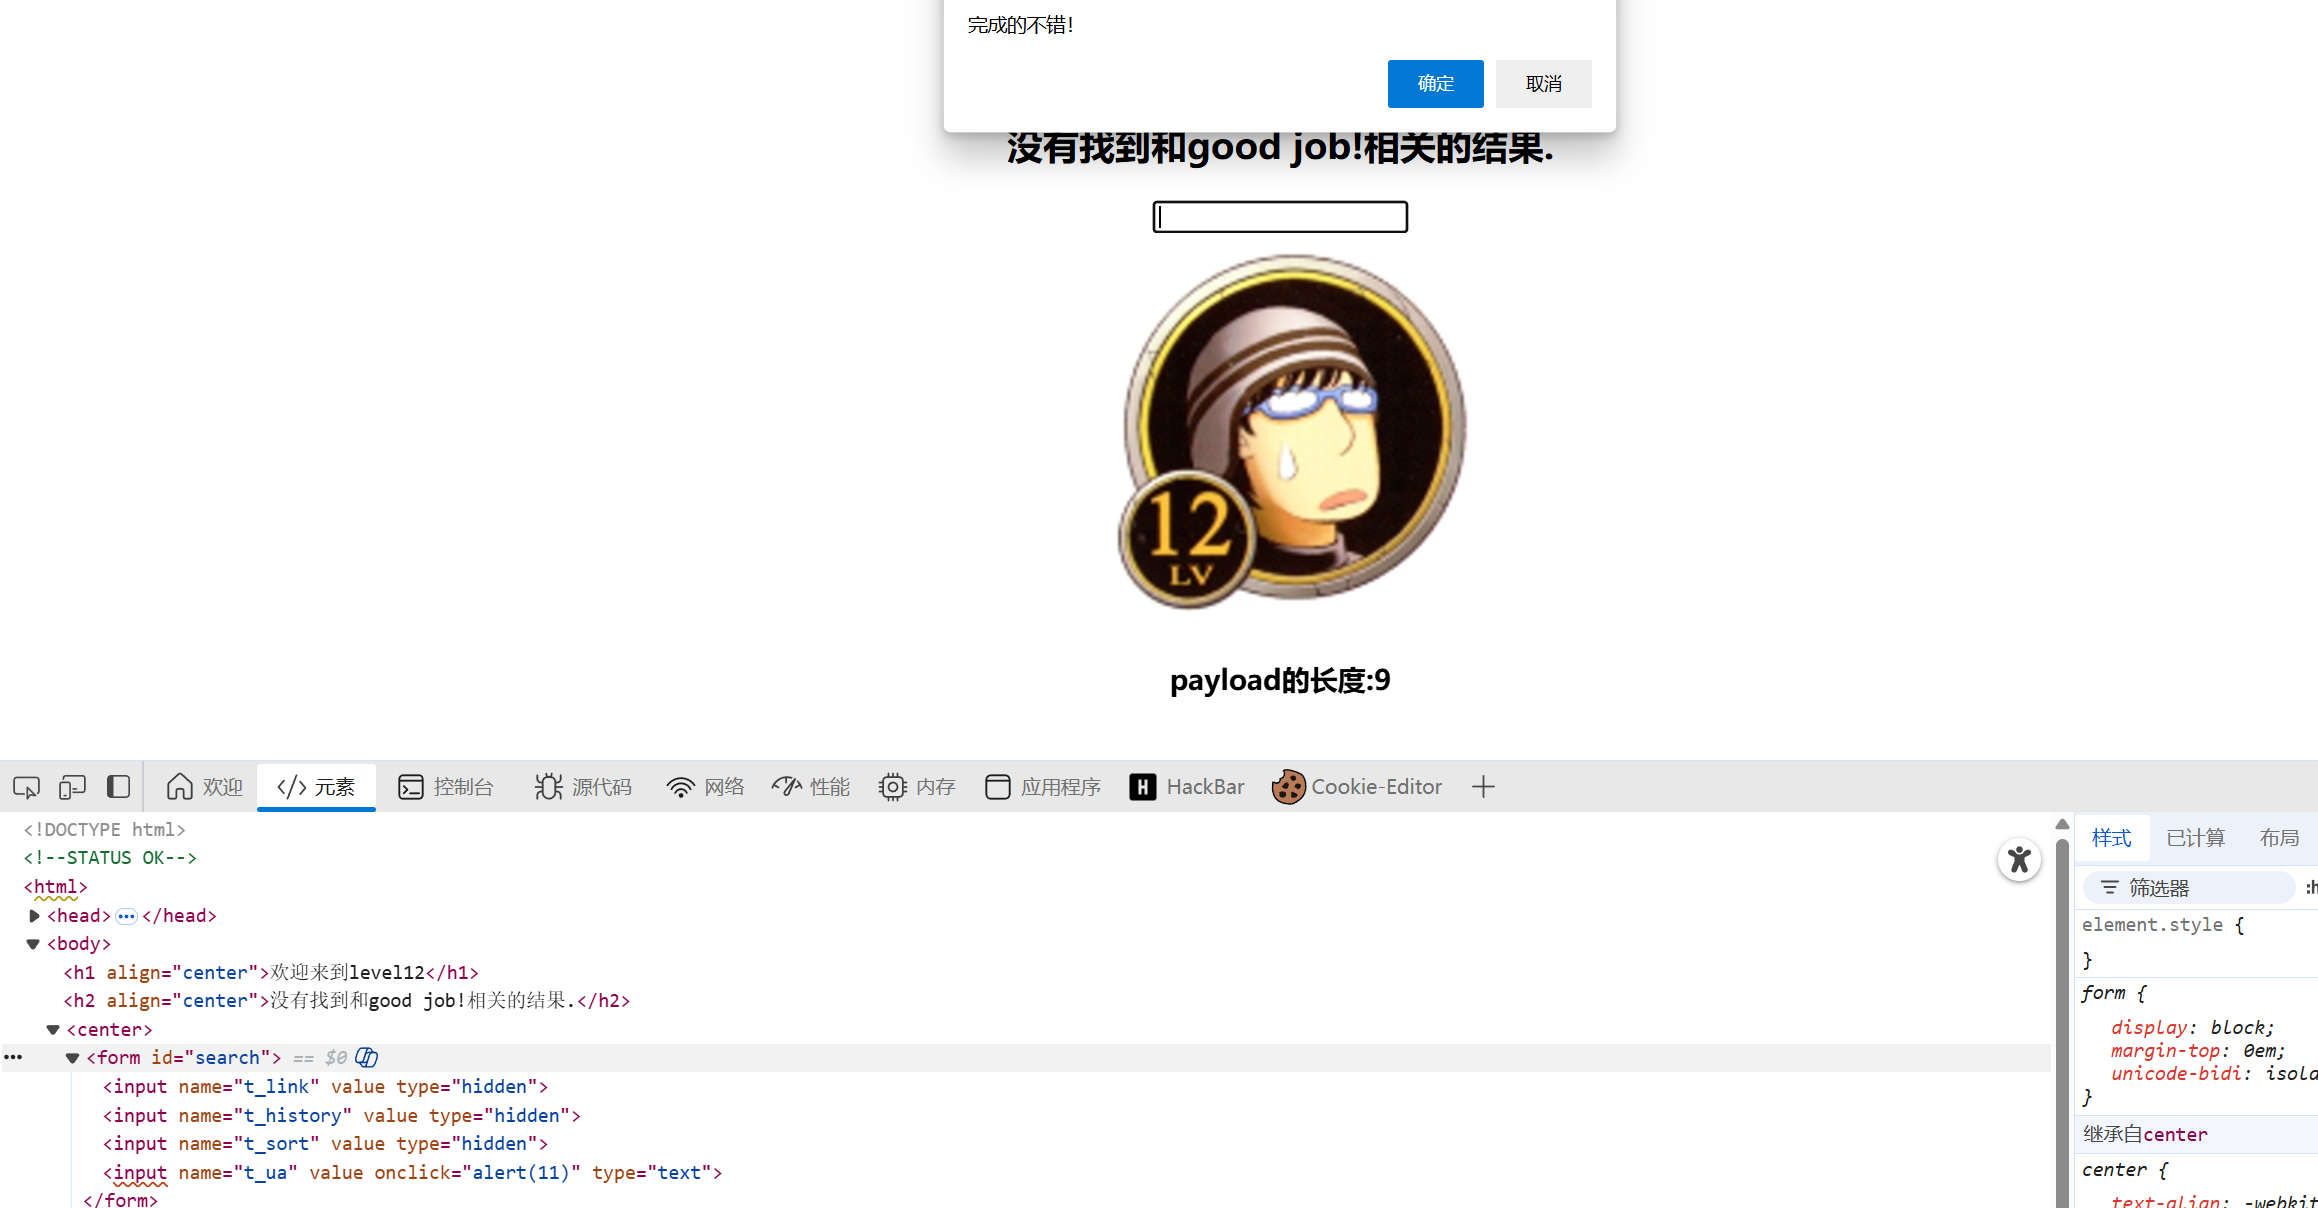 完成的不错！
确定 取消
没有找到和good job!相关的结果.
12
LV
payload的长度:9
欢迎 </> 元素 控制台 源代码 网络 性能 内存 应用程序 H HackBar Cookie-Editor
<!DOCTYPE html>
<!--STATUS OK-->
<html>
<head> ••• </head>
<body>
<h1 align="center">欢迎来到level12</h1>
<h2 align="center">没有找到和good job!相关的结果.</h2>
<center>
••• <form id="search"> == $0
<input name="t_link" value type="hidden">
<input name="t_history" value type="hidden">
<input name="t_sort" value type="hidden">
<input name="t_ua" value onclick="alert(11)" type="text">
</form>
样式 已计算 布局
筛选器 :h
element.style {
}
form {
display: block;
margin-top: 0em;
unicode-bidi: isola
}
继承自center
center {
text-align: -webkit